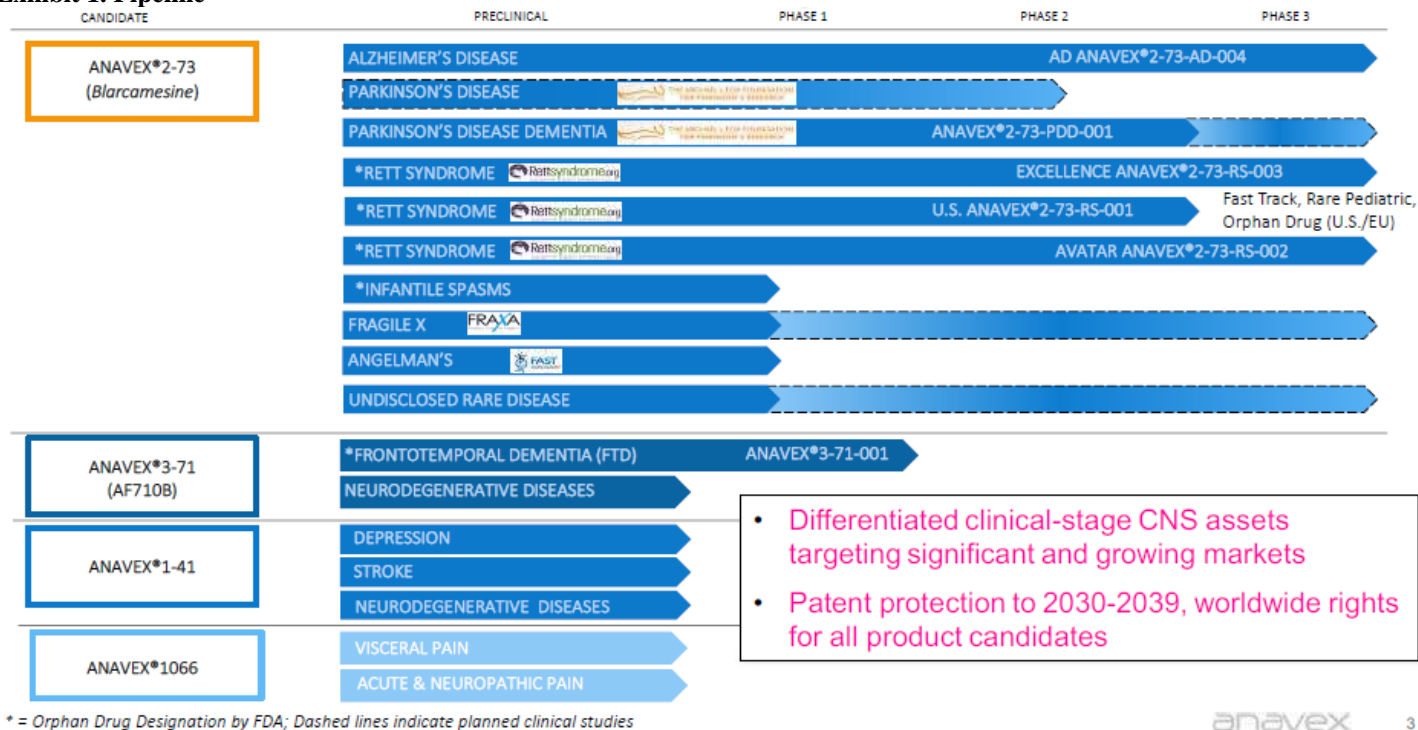 Exhibit 1. Pipeline
CANDIDATE PRECLINICAL PHASE 1 PHASE 2 PHASE 3
ANAVEX®2-73
(Blarcamesine)
ALZHEIMER'S DISEASE AD ANAVEX®2-73-AD-004
PARKINSON'S DISEASE
PARKINSON'S DISEASE DEMENTIA ANAVEX®2-73-PDD-001
*RETT SYNDROME Rettsyndrome.org EXCELLENCE ANAVEX®2-73-RS-003
*RETT SYNDROME Rettsyndrome.org U.S. ANAVEX®2-73-RS-001
Fast Track, Rare Pediatric,
Orphan Drug (U.S./EU)
*RETT SYNDROME Rettsyndrome.org AVATAR ANAVEX®2-73-RS-002
*INFANTILE SPASMS
FRAGILE X FRAXA
ANGELMAN'S FAST
UNDISCLOSED RARE DISEASE
ANAVEX®3-71
(AF710B)
*FRONTOTEMPORAL DEMENTIA (FTD) ANAVEX®3-71-001
NEURODEGENERATIVE DISEASES
ANAVEX®1-41
DEPRESSION
STROKE
NEURODEGENERATIVE DISEASES
• Differentiated clinical-stage CNS assets
targeting significant and growing markets
• Patent protection to 2030-2039, worldwide rights
for all product candidates
ANAVEX®1066
VISCERAL PAIN
ACUTE & NEUROPATHIC PAIN
* = Orphan Drug Designation by FDA; Dashed lines indicate planned clinical studies
anavex 3